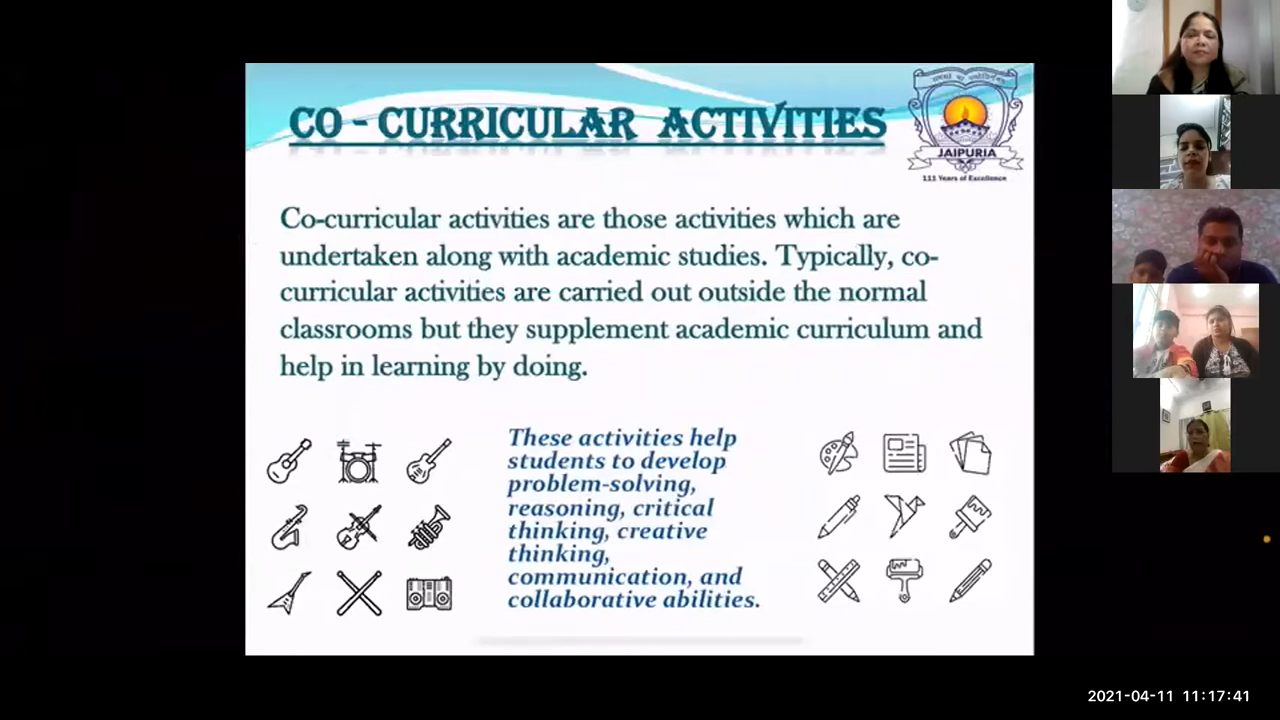 CO - CURRICULAR ACTIVITIES
JAIPURIA
111 Years of Excellence
Co-curricular activities are those activities which are
undertaken along with academic studies. Typically, co-
curricular activities are carried out outside the normal
classrooms but they supplement academic curriculum and
help in learning by doing.
These activities help
students to develop
problem-solving,
reasoning, critical
thinking, creative
thinking,
communication, and
collaborative abilities.
2021-04-11 11:17:41